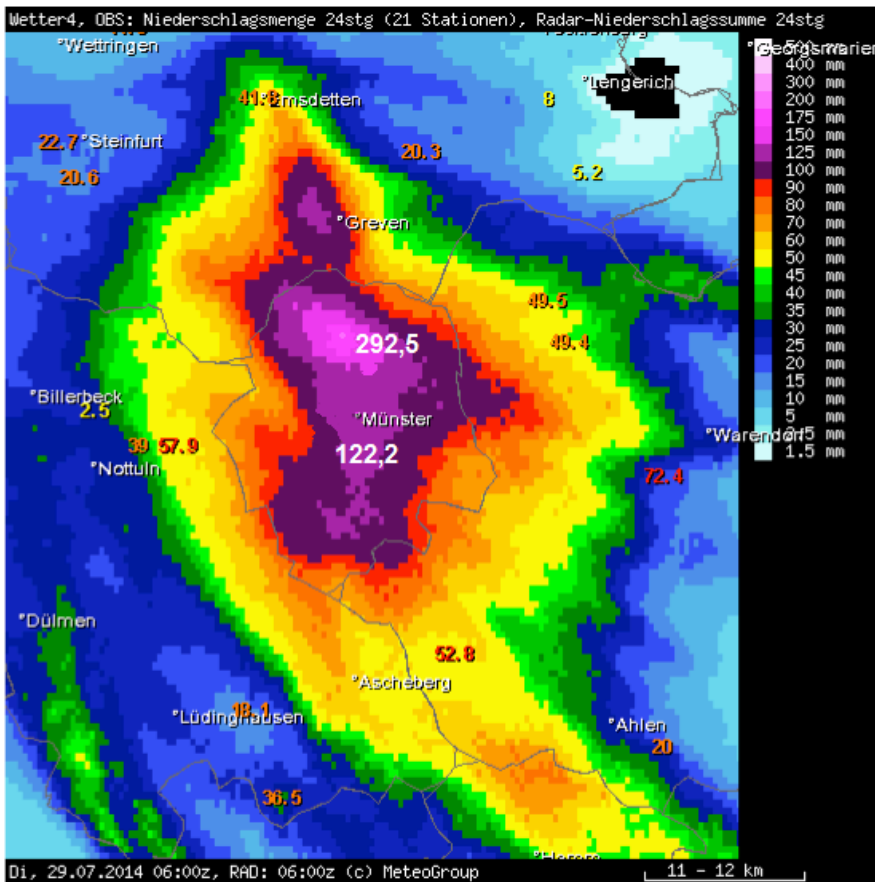 Wetter4, OBS: Niederschlagsmenge 24stg (21 Stationen), Radar-Niederschlagssumme 24stg
°Wettringen
°Georgsmarien
400 mm
300 mm
200 mm
175 mm
150 mm
125 mm
100 mm
90 mm
80 mm
70 mm
60 mm
50 mm
45 mm
40 mm
35 mm
30 mm
25 mm
20 mm
15 mm
10 mm
5 mm
mm
1.5 mm
°Lengerich
°Emsdetten
8
22.7 °Steinfurt
20.3
20.6
5.2
°Greven
49.5
292,5
49.4
°Billerbeck
2.5
°Münster
°Warendorf
39 57.9
122,2
°Nottuln
72.4
°Dülmen
52.8
°Ascheberg
18.1
°Lüdinghausen
°Ahlen
20
36.5
Di, 29.07.2014 06:00z, RAD: 06:00z (c) MeteoGroup
11 - 12 km